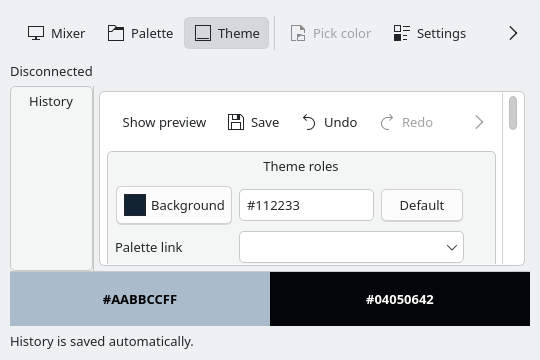 Mixer Palette Theme Pick color Settings
Disconnected
History
Show preview Save Undo Redo
Theme roles
Background #112233 Default
Palette link
#AABBCCFF #04050642
History is saved automatically.